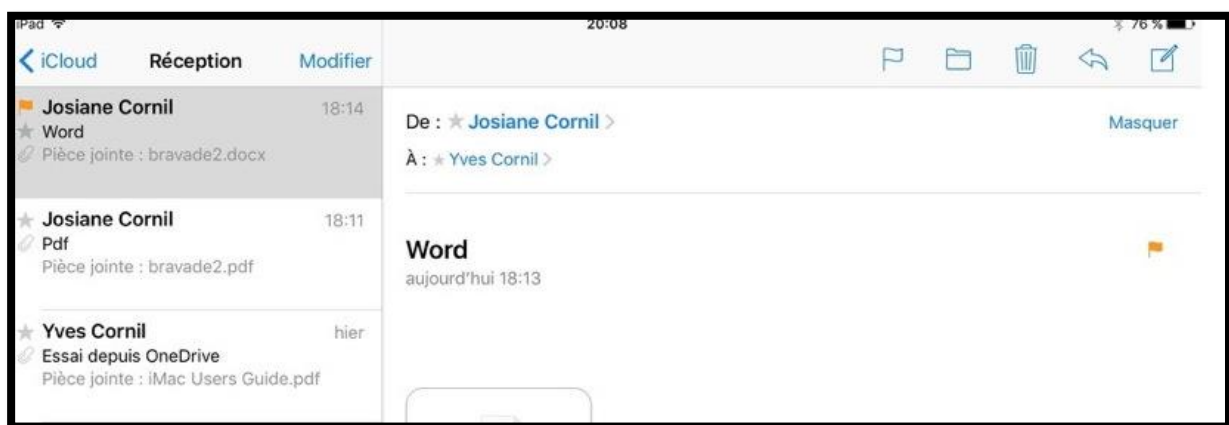 iPad 20:08 76 %
iCloud Réception Modifier
Josiane Cornil 18:14
Word
Pièce jointe : bravade2.docx
Josiane Cornil 18:11
Pdf
Pièce jointe : bravade2.pdf
Yves Cornil hier
Essai depuis OneDrive
Pièce jointe : iMac Users Guide.pdf
De : Josiane Cornil Masquer
À : Yves Cornil
Word
aujourd'hui 18:13